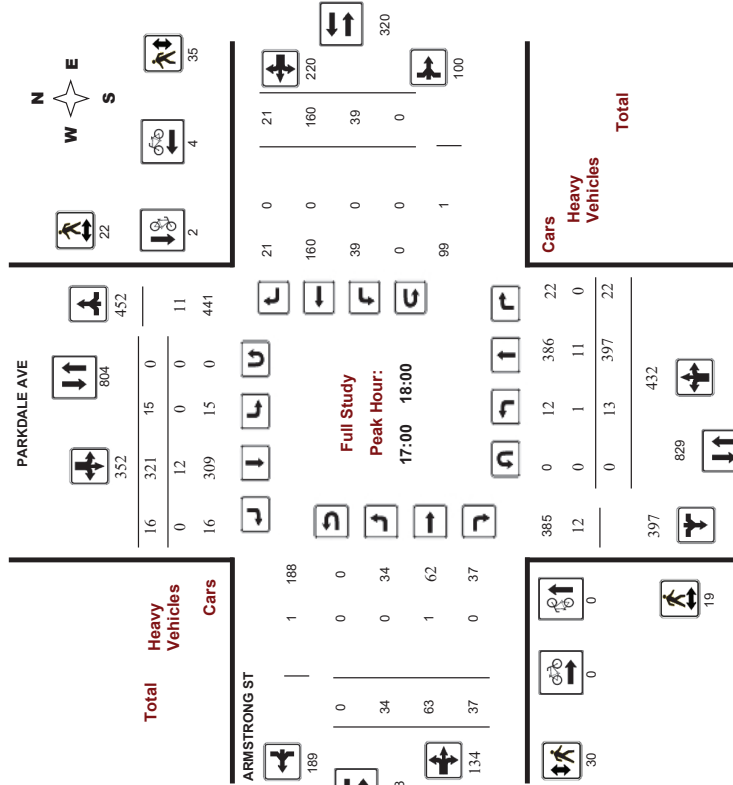 N
W E
S
22
35
2
4
PARKDALE AVE
352
804
452
16 321 15 0
0 12 0 0 11
16 309 15 0 441
Total
Heavy
Vehicles
Cars
320
220
100
21 0 21
160 0 160
39 0 39
0 0 0
99 1
Full Study
Peak Hour:
17:00 18:00
ARMSTRONG ST
189
1 188
0 0 0
34 0 34
63 1 62
37 0 37
134
Cars
Heavy
Vehicles
Total
385 0 12 386 22
12 0 1 11 0
0 13 397 22
397
829
432
0
0
30
19